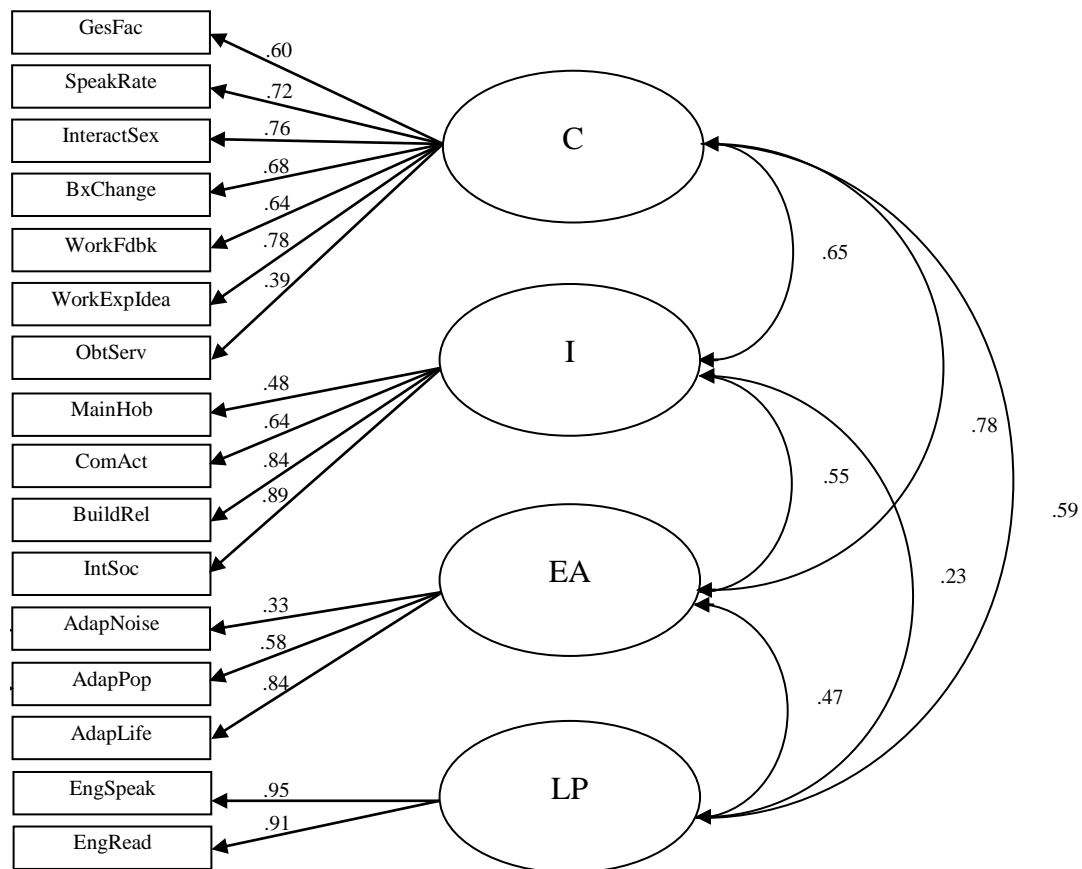 GesFac
.60
SpeakRate
.72
InteractSex
.76
BxChange
.68
WorkFdbk
.64
WorkExpIdea
.78
ObtServ
.39
MainHob
.48
ComAct
.64
BuildRel
.84
IntSoc
.89
AdapNoise
.33
AdapPop
.58
AdapLife
.84
EngSpeak
.95
EngRead
.91
C
I
EA
LP
.65
.78
.55
.59
.23
.47